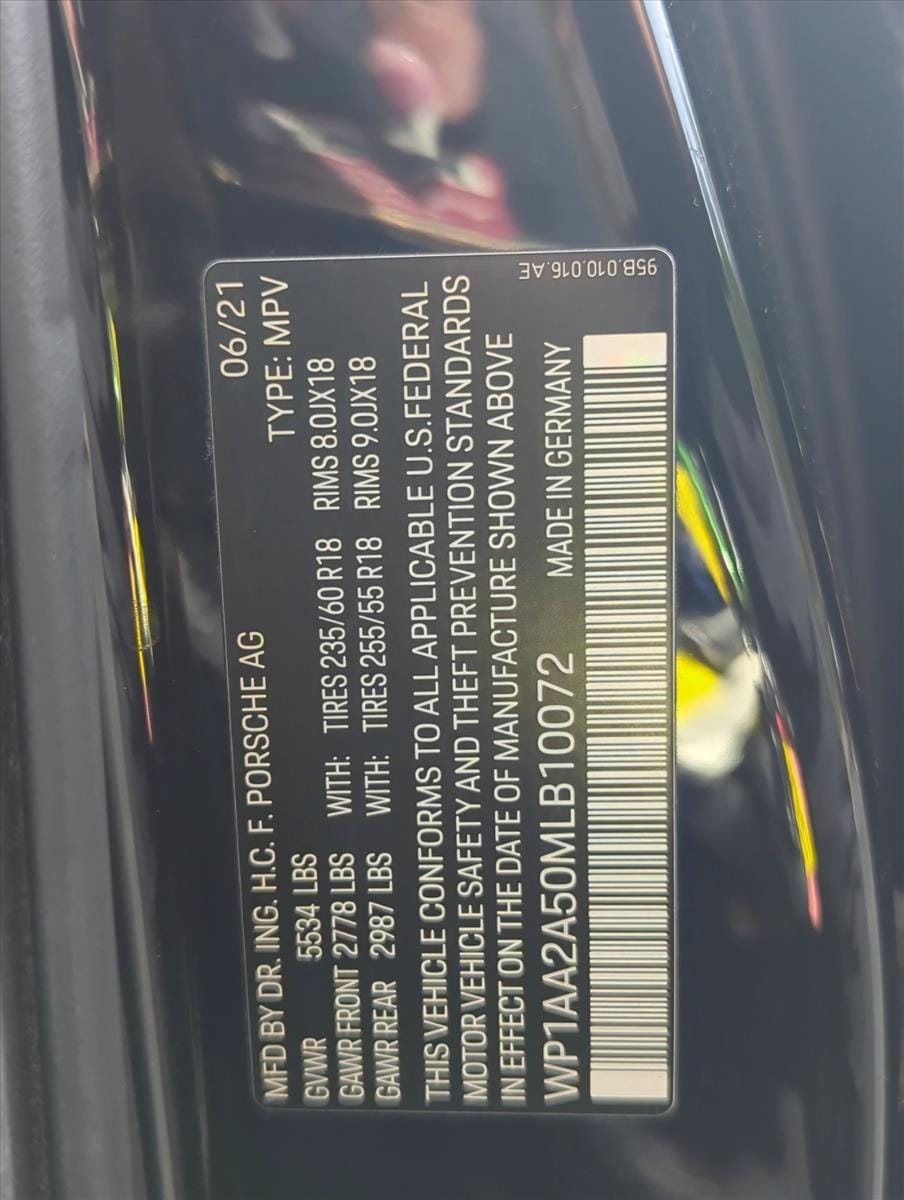 MFD BY DR. ING. H.C. F. PORSCHE AG 06/21
GVWR 5534 LBS TYPE: MPV
GAWR FRONT 2778 LBS WITH: TIRES 235/60 R18 RIMS 8.0JX18
GAWR REAR 2987 LBS WITH: TIRES 255/55 R18 RIMS 9.0JX18
THIS VEHICLE CONFORMS TO ALL APPLICABLE U.S. FEDERAL
MOTOR VEHICLE SAFETY AND THEFT PREVENTION STANDARDS
IN EFFECT ON THE DATE OF MANUFACTURE SHOWN ABOVE
WP1AA2A50MLB10072 MADE IN GERMANY
95B.010.016.AE